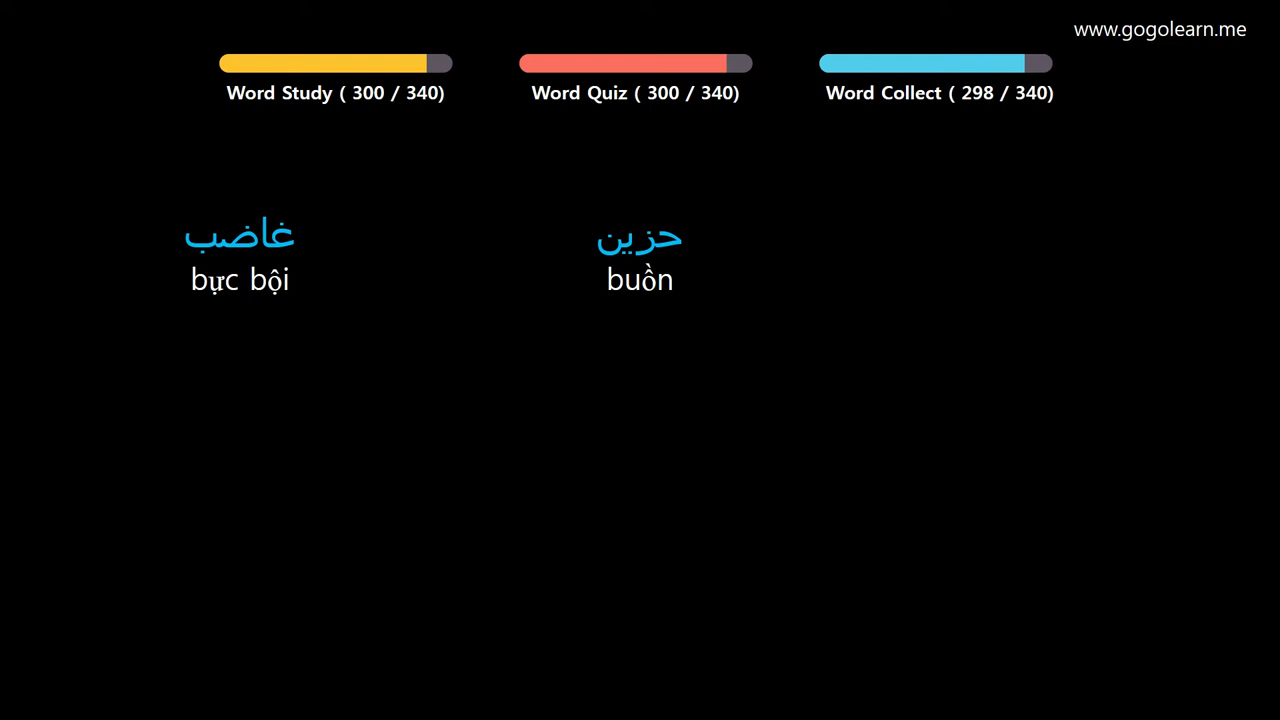 www.gogolearn.me
Word Study ( 300 / 340)
Word Quiz ( 300 / 340)
Word Collect ( 298 / 340)
غاضب
bực bội
حزين
buồn